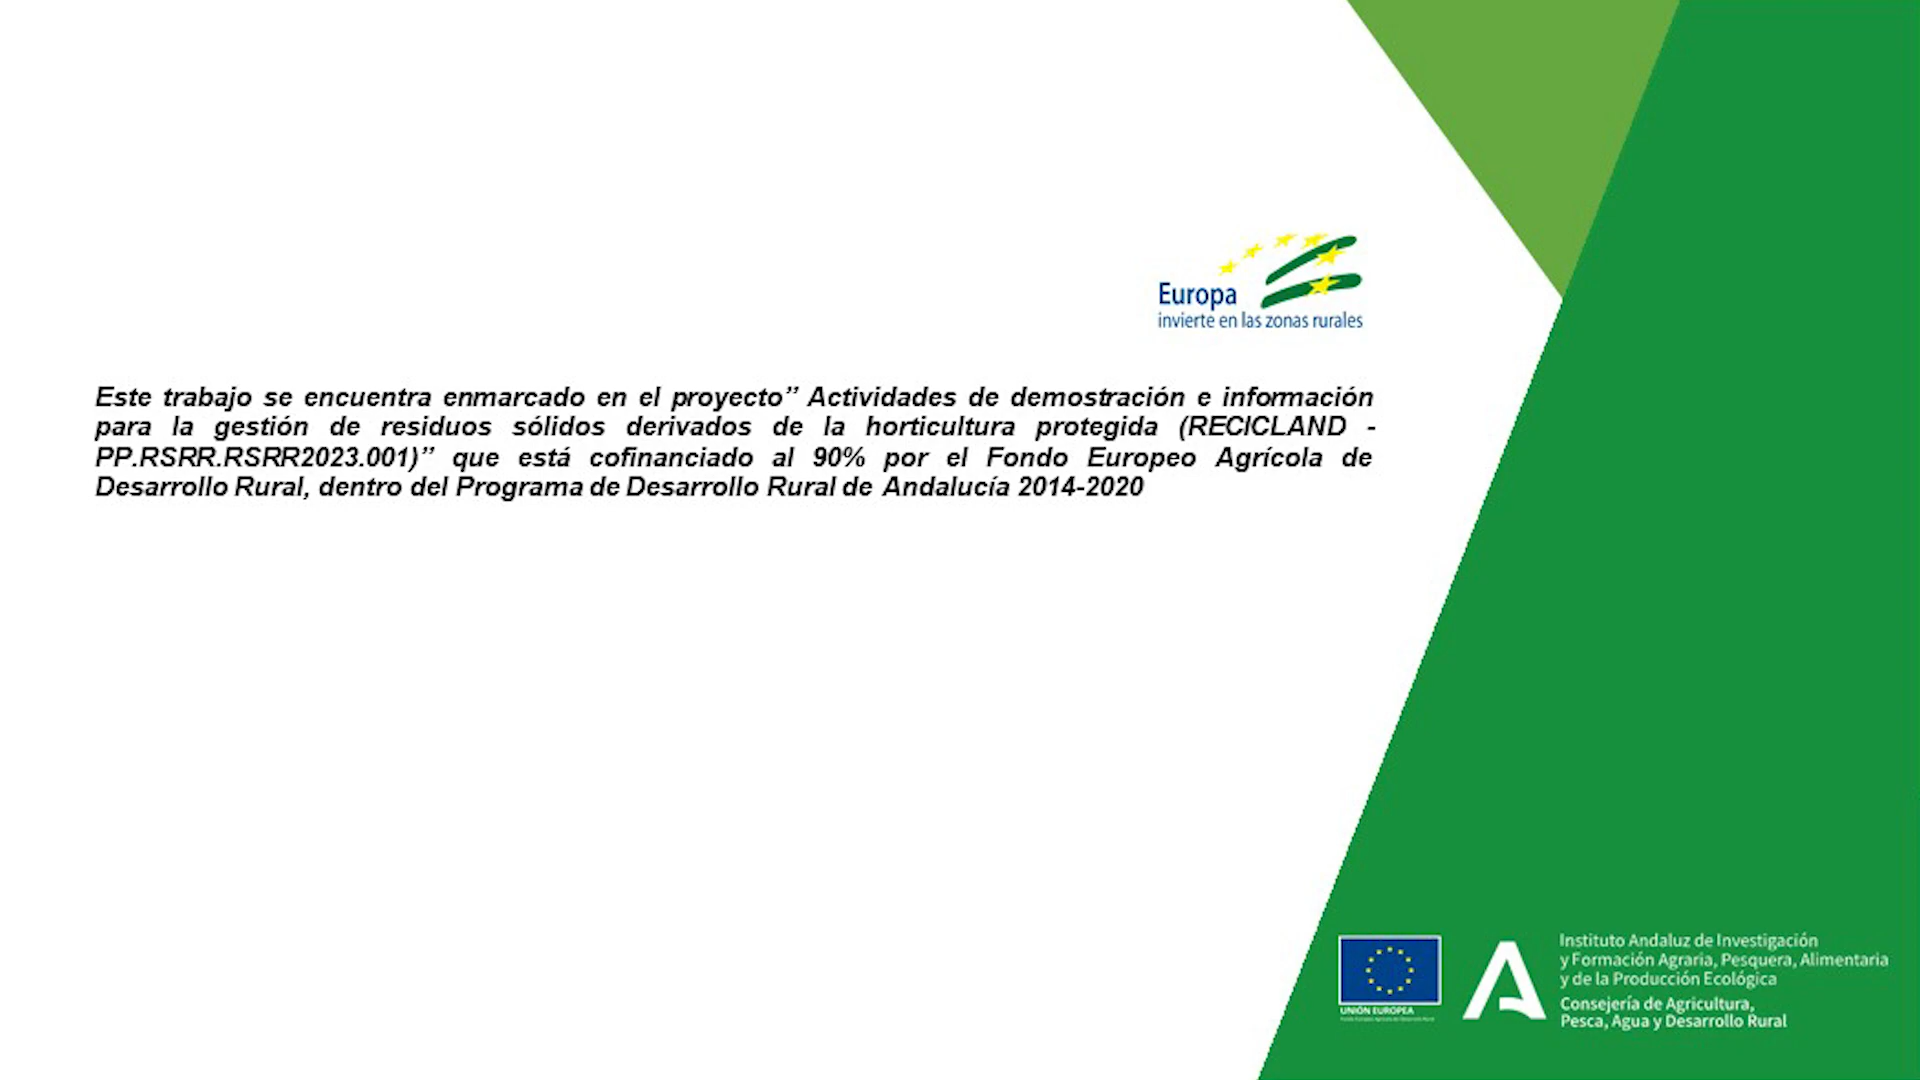 Europa
invierte en las zonas rurales
Este trabajo se encuentra enmarcado en el proyecto” Actividades de demostración e información
para la gestión de residuos sólidos derivados de la horticultura protegida (RECICLAND -
PP.RSRR.RSRR2023.001)” que está cofinanciado al 90% por el Fondo Europeo Agrícola de
Desarrollo Rural, dentro del Programa de Desarrollo Rural de Andalucía 2014-2020
UNIÓN EUROPEA
Instituto Andaluz de Investigación
y Formación Agraria, Pesquera, Alimentaria
y de la Producción Ecológica
Consejería de Agricultura,
Pesca, Agua y Desarrollo Rural